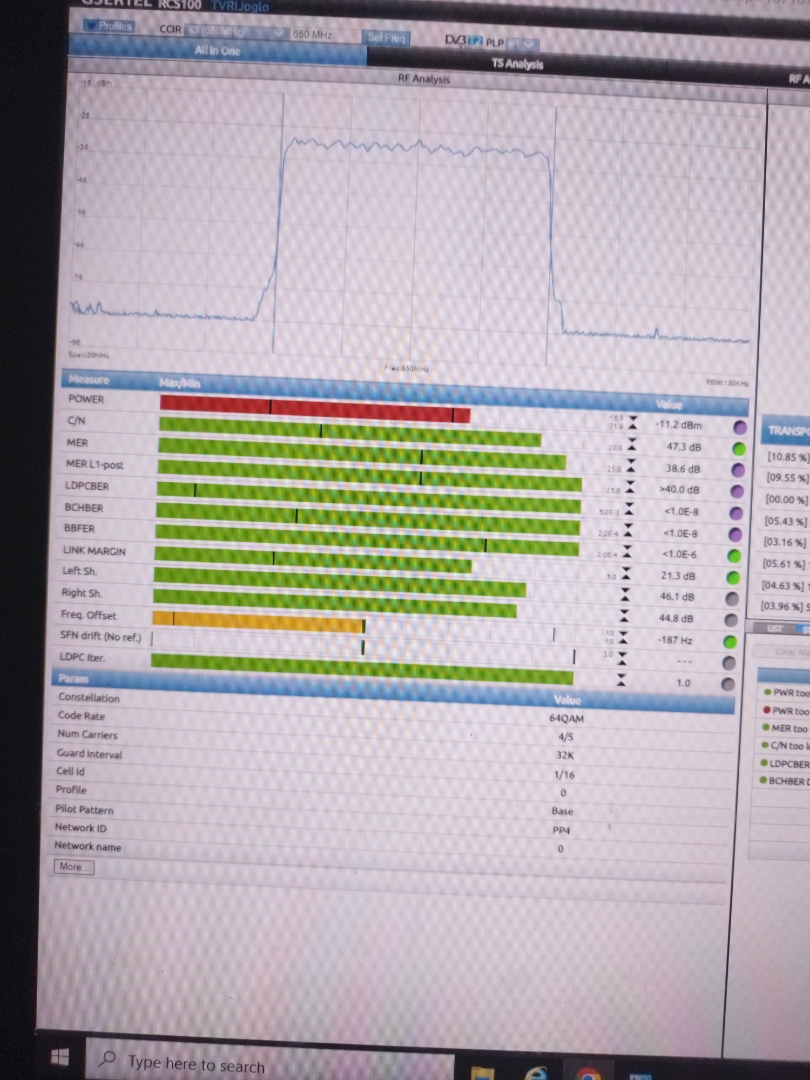 RCS100 TVRIJoglo
Profiles CCIR MHz Set Freq DVB T2 PLP
All in One TS Analysis RF A
RF Analysis
Measure Max/Min Value
POWER -11.2 dBm
C/N 47.3 dB
MER 38.6 dB
MER L1-post >40.0 dB
LDPCBER <1.0E-8
BCHBER <1.0E-8
BBFER <1.0E-6
LINK MARGIN 21.3 dB
Left Sh. 46.1 dB
Right Sh. 44.8 dB
Freq. Offset -187 Hz
SFN drift (No ref.) ---
LDPC Iter. 1.0
Param Value
Constellation 64QAM
Code Rate 4/5
Num Carriers 32K
Guard Interval 1/16
Cell Id 0
Profile Base
Pilot Pattern PP4
Network ID 0
Network name
More...
TRANSPO
[10.85 %]
[09.55 %]
[00.00 %]
[05.43 %]
[03.16 %]
[05.61 %]
[04.63 %]
[03.96 %] S
LIST
Clear
PWR too
PWR too
MER too
C/N too l
LDPCBER
BCHBER D
Type here to search